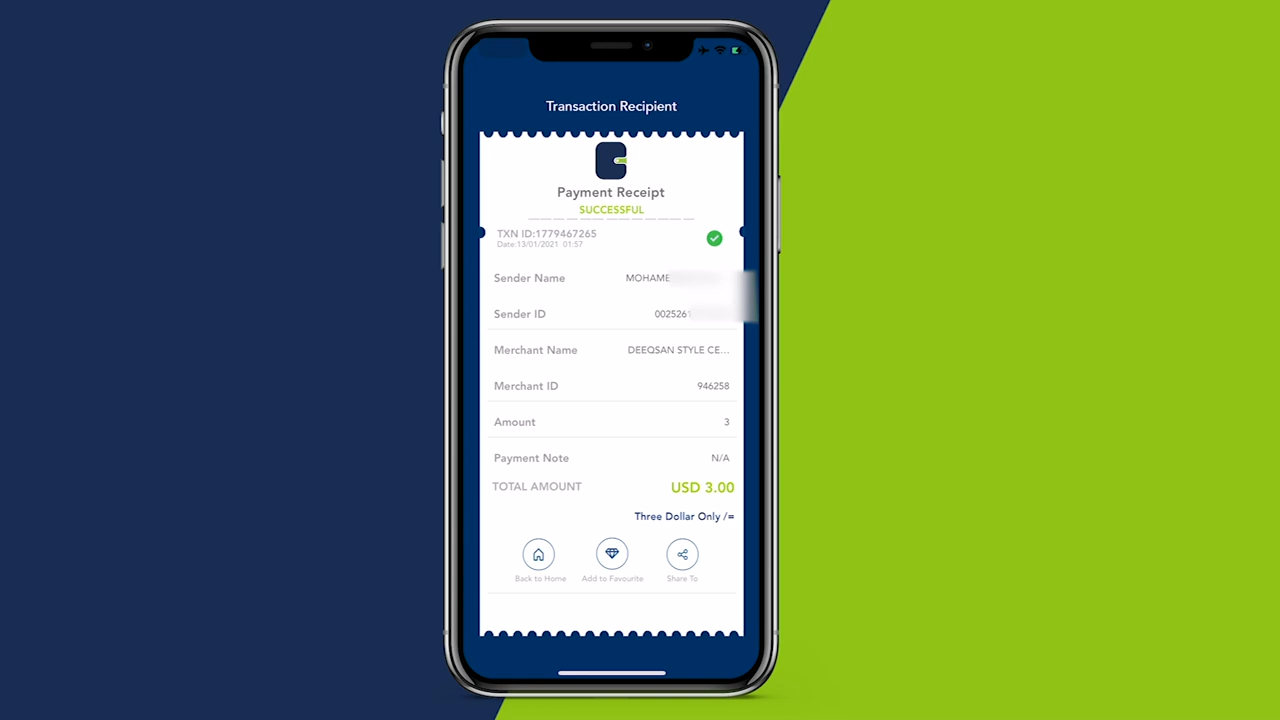 Transaction Recipient
Payment Receipt
SUCCESSFUL
TXN ID:1779467265
Date:13/01/2021 01:57
Sender Name MOHAME
Sender ID 0025261
Merchant Name DEEQSAN STYLE CE...
Merchant ID 946258
Amount 3
Payment Note N/A
TOTAL AMOUNT USD 3.00
Three Dollar Only /=
Back to Home Add to Favourite Share To